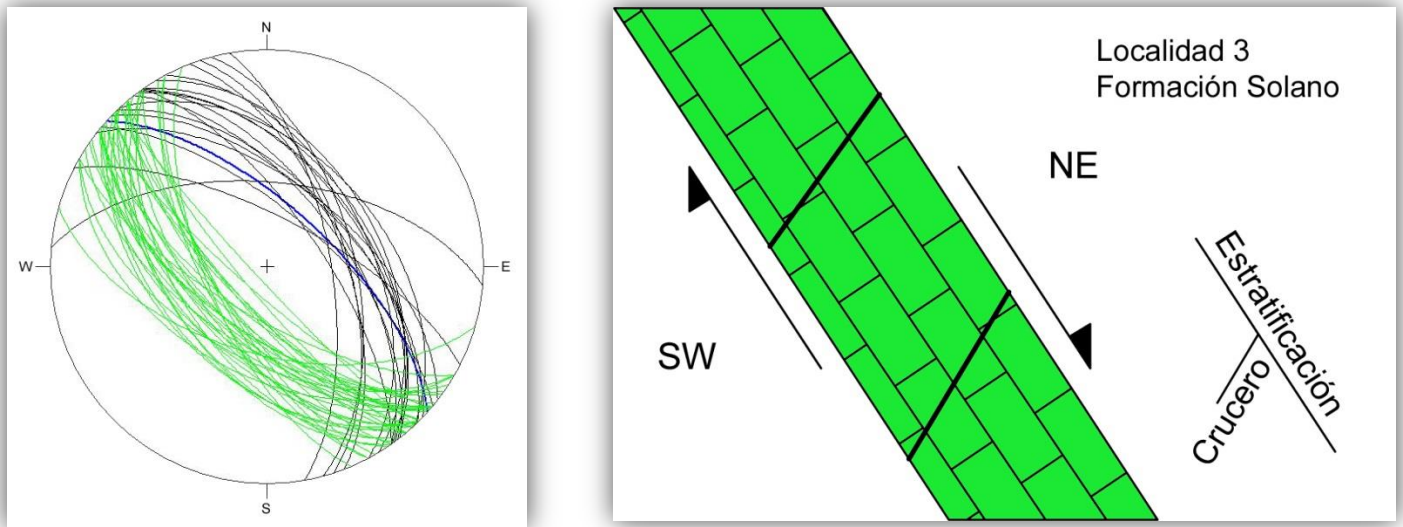 N
W
E
S
Localidad 3
Formación Solano
NE
SW
Estratificación
Crucero